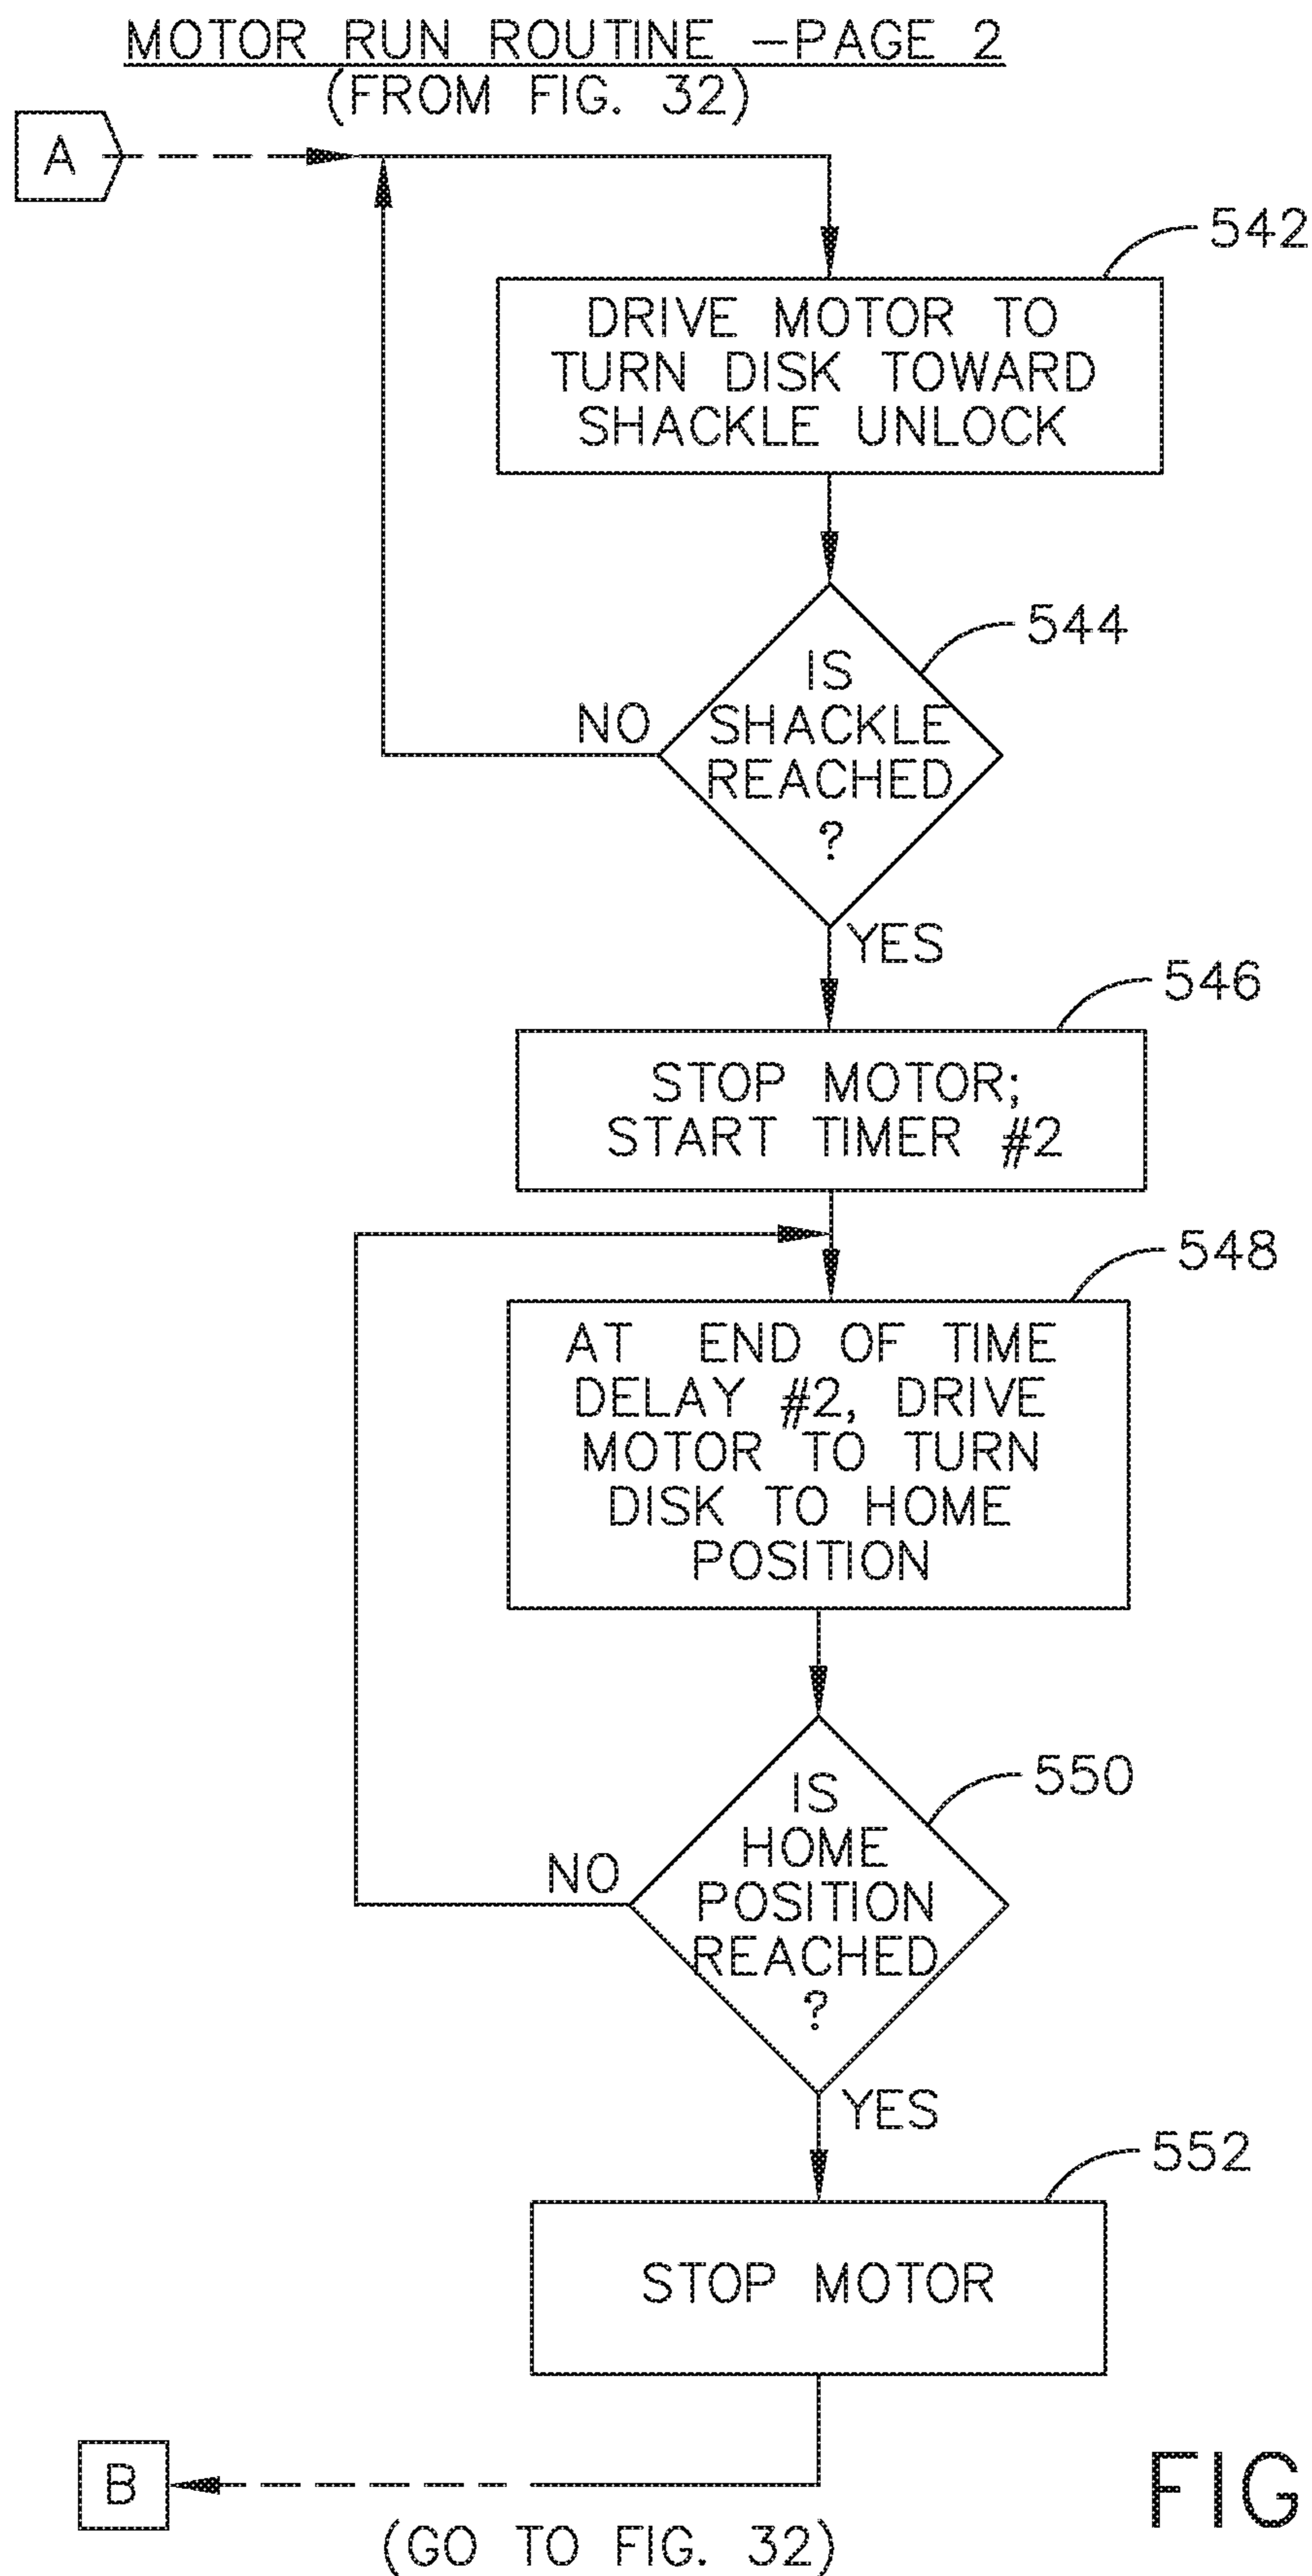 MOTOR RUN ROUTINE -PAGE 2
(FROM FIG. 32)
A
542
DRIVE MOTOR TO
TURN DISK TOWARD
SHACKLE UNLOCK
544
IS
SHACKLE
REACHED
?
NO
YES
546
STOP MOTOR;
START TIMER #2
548
AT END OF TIME
DELAY #2, DRIVE
MOTOR TO TURN
DISK TO HOME
POSITION
550
IS
HOME
POSITION
REACHED
?
NO
YES
552
STOP MOTOR
B
(GO TO FIG. 32)
FIG